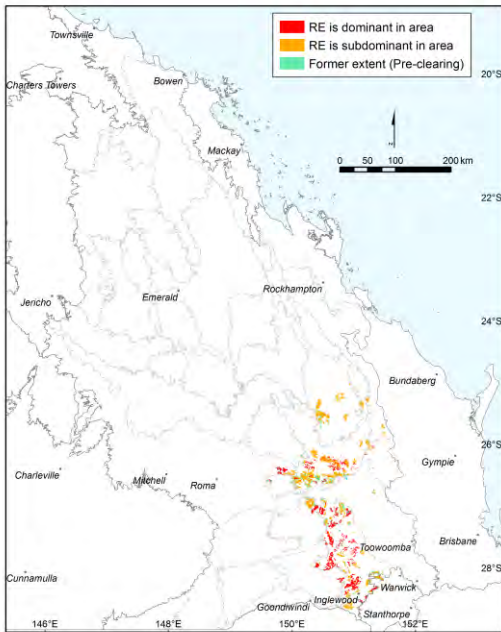 RE is dominant in area
RE is subdominant in area
Former extent (Pre-clearing)
Townsville
20°S
Charters Towers
Bowen
Mackay
0 50 100 200 km
22°S
Jericho
Emerald
Rockhampton
24°S
Bundaberg
26°S
Charleville
Mitchell
Roma
Gympie
Toowoomba
Brisbane
28°S
Cunnamulla
Warwick
Inglewood
Goondiwindi
Stanthorpe
146°E
148°E
150°E
152°E